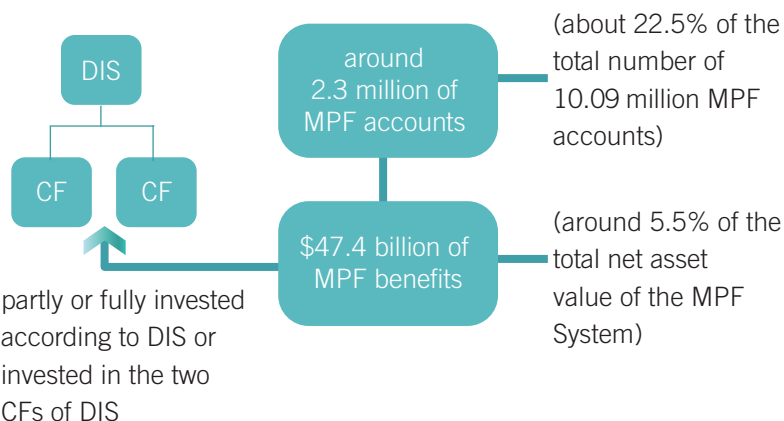 DIS
CF
CF
partly or fully invested
according to DIS or
invested in the two
CFs of DIS
around
2.3 million of
MPF accounts
(about 22.5% of the
total number of
10.09 million MPF
accounts)
$47.4 billion of
MPF benefits
(around 5.5% of the
total net asset
value of the MPF
System)